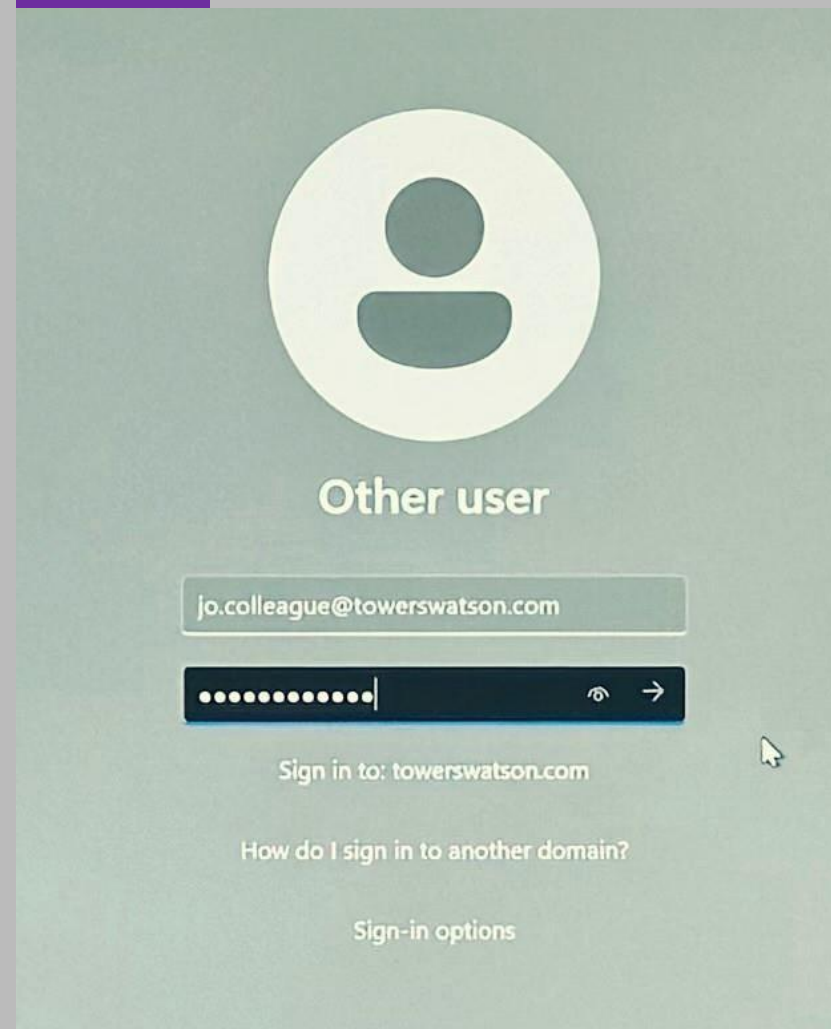 Other user
jo.colleague@towerswatson.com
••••••••••••
Sign in to: towerswatson.com
How do I sign in to another domain?
Sign-in options